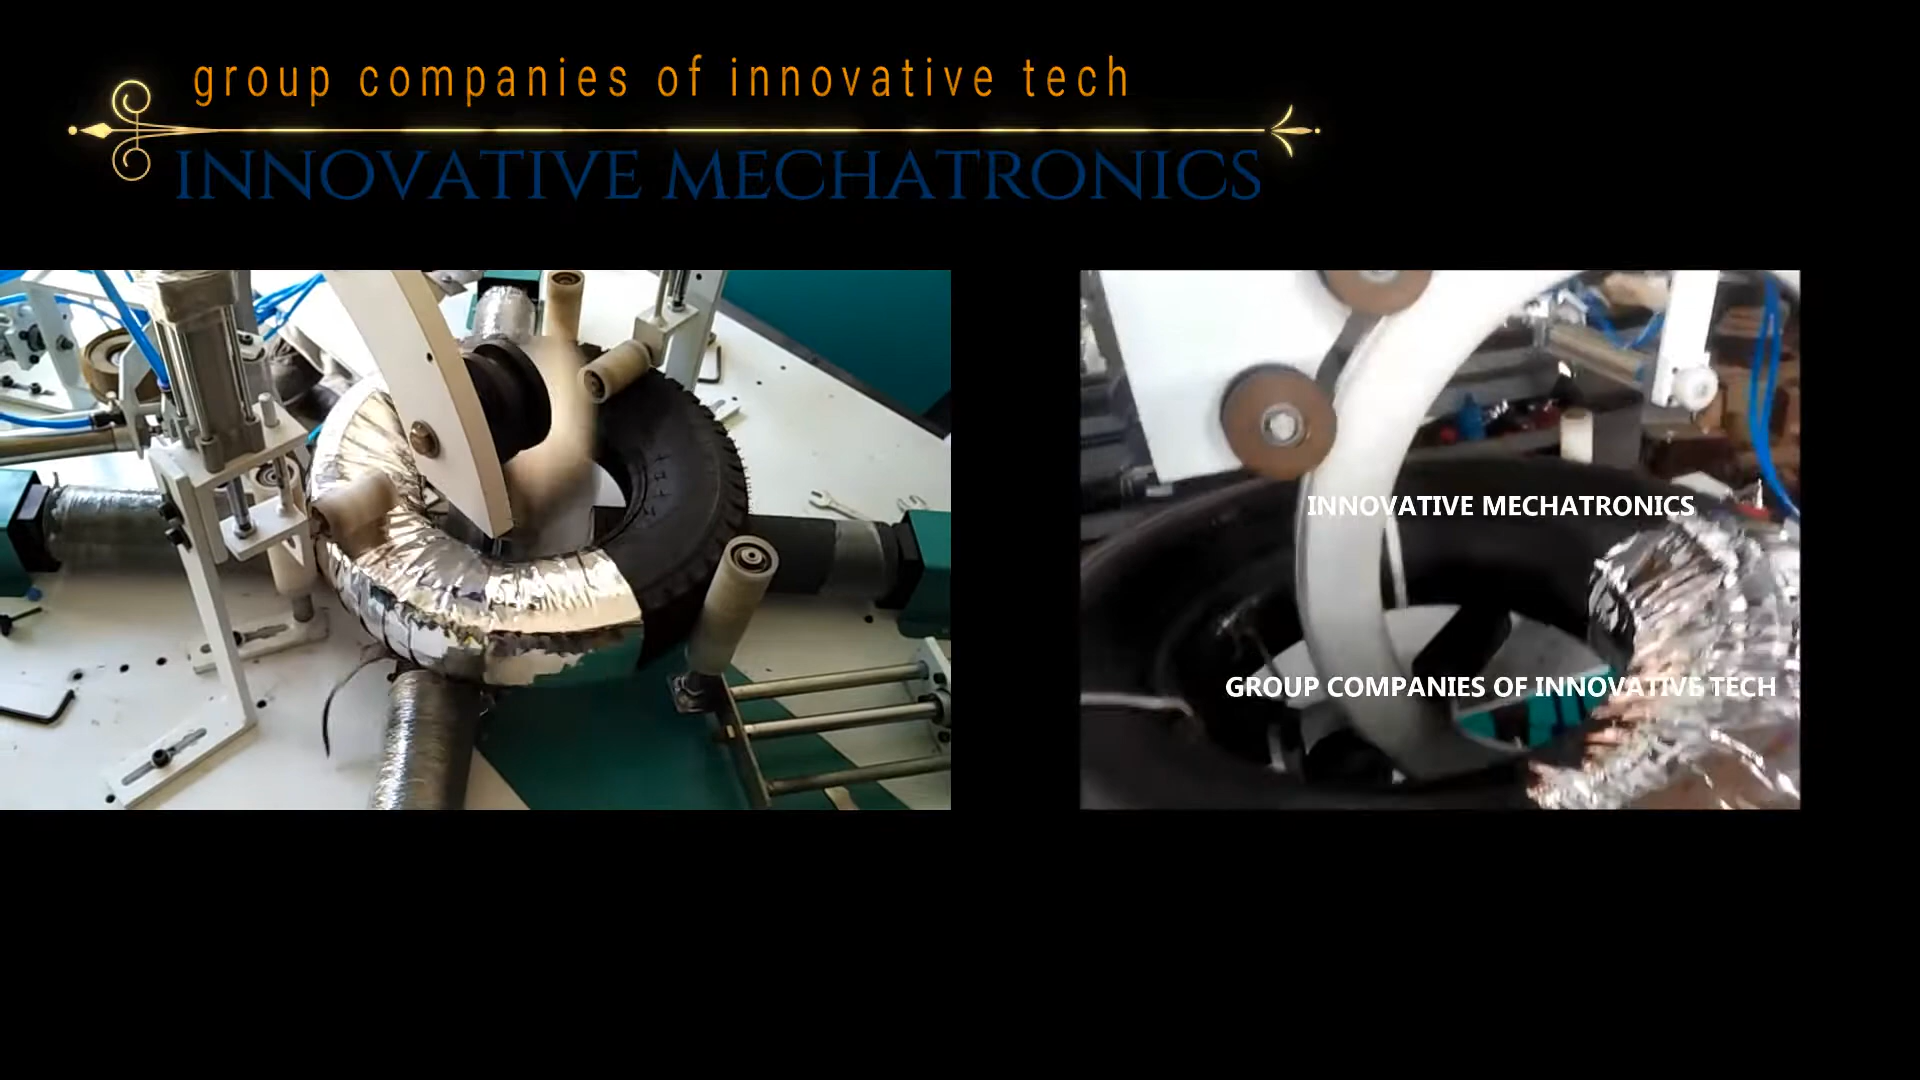 group companies of innovative tech
INNOVATIVE MECHATRONICS
INNOVATIVE MECHATRONICS
GROUP COMPANIES OF INNOVATIVE TECH